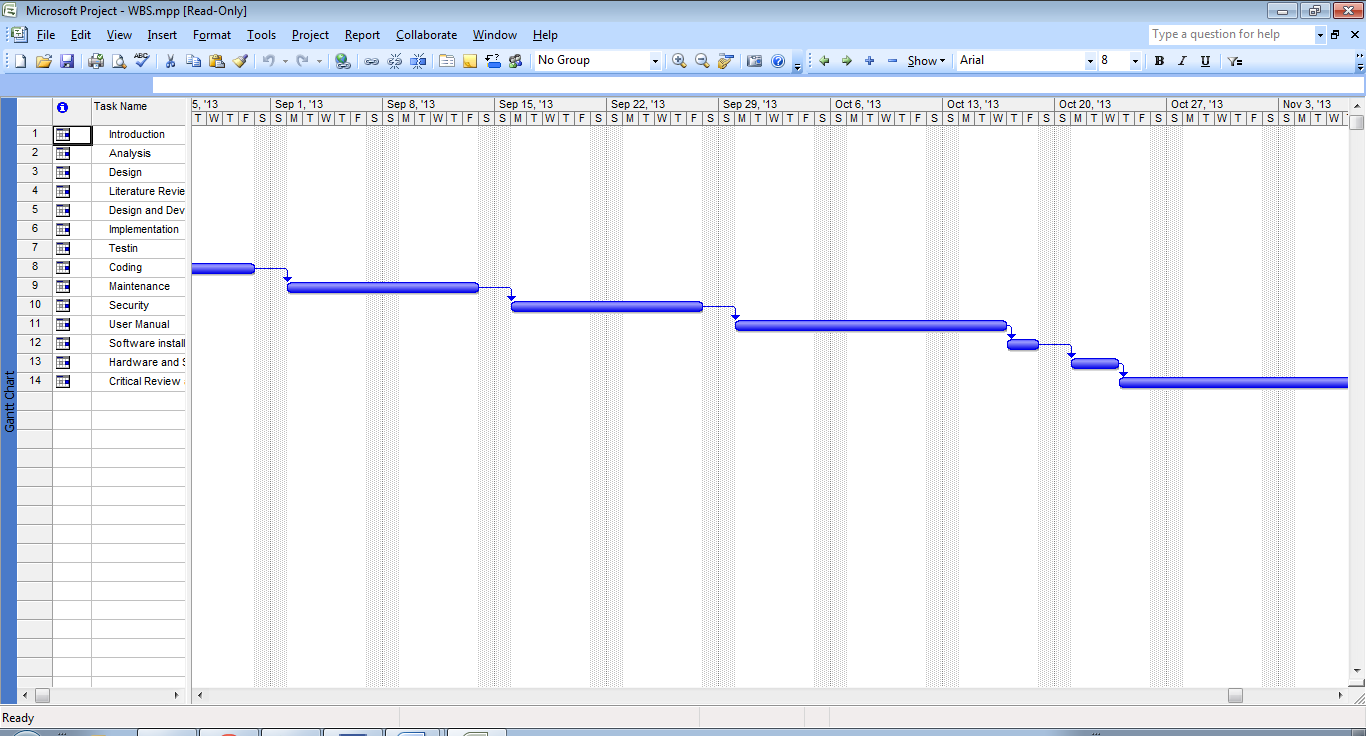 Microsoft Project - WBS.mpp [Read-Only]
File Edit View Insert Format Tools Project Report Collaborate Window Help
Type a question for help
No Group
Show
Arial
8
B I U
Task Name
5, '13 Sep 1, '13 Sep 8, '13 Sep 15, '13 Sep 22, '13 Sep 29, '13 Oct 6, '13 Oct 13, '13 Oct 20, '13 Oct 27, '13 Nov 3, '13
T W T F S S M T W T F S S M T W T F S S M T W T F S S M T W T F S S M T W T F S S M T W T F S S M T W T F S S M T W T F S S M T W T F S S M T W
1 Introduction
2 Analysis
3 Design
4 Literature Revie
5 Design and Dev
6 Implementation
7 Testin
8 Coding
9 Maintenance
10 Security
11 User Manual
12 Software install
13 Hardware and S
14 Critical Review
Gantt Chart
Ready